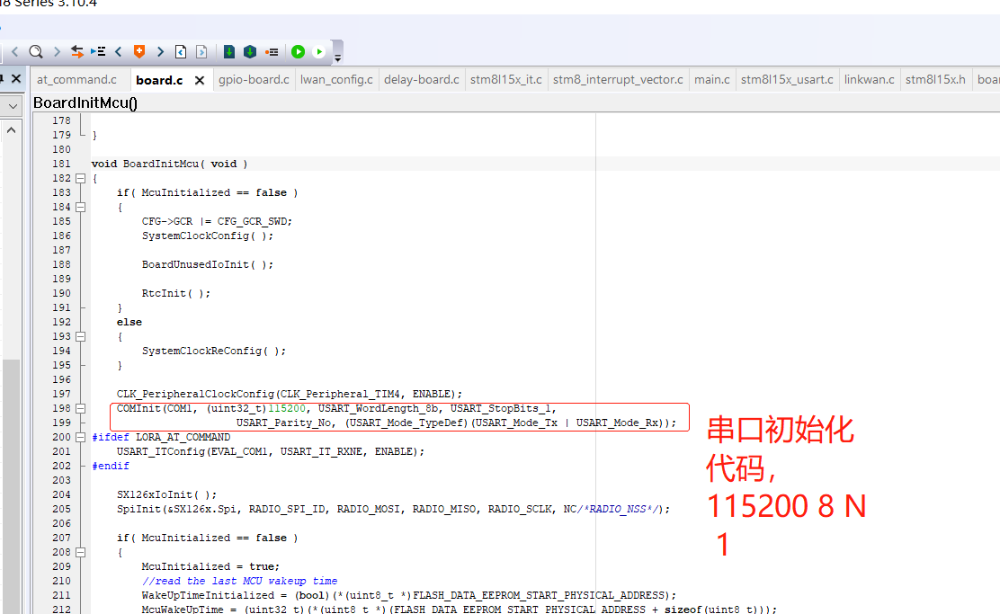 18 Series 3.10.4
at_command.c board.c gpio-board.c lwan_config.c delay-board.c stm8l15x_it.c stm8_interrupt_vector.c main.c stm8l15x_usart.c linkwan.c stm8l15x.h boar
BoardInitMcu()
178
179 }
180
181 void BoardInitMcu( void )
182 {
183 if( McuInitialized == false )
184 {
185 CFG->GCR |= CFG_GCR_SWD;
186 SystemClockConfig( );
187
188 BoardUnusedIoInit( );
189
190 RtcInit( );
191 }
192 else
193 {
194 SystemClockReConfig( );
195 }
196
197 CLK_PeripheralClockConfig(CLK_Peripheral_TIM4, ENABLE);
198 COMInit(COM1, (uint32_t)115200, USART_WordLength_8b, USART_StopBits_1,
199 USART_Parity_No, (USART_Mode_TypeDef)(USART_Mode_Tx | USART_Mode_Rx));
200 #ifdef LORA_AT_COMMAND
201 USART_ITConfig(EVAL_COM1, USART_IT_RXNE, ENABLE);
202 #endif
203
204 SX126xIoInit( );
205 SpiInit(&SX126x.Spi, RADIO_SPI_ID, RADIO_MOSI, RADIO_MISO, RADIO_SCLK, NC/*RADIO_NSS*/);
206
207 if( McuInitialized == false )
208 {
209 McuInitialized = true;
210 //read the last MCU wakeup time
211 WakeUpTimeInitialized = (bool)(*(uint8_t *)FLASH_DATA_EEPROM_START_PHYSICAL_ADDRESS);
212 McuWakeUpTime = (uint32_t)(*(uint8_t *)(FLASH_DATA_EEPROM_START_PHYSICAL_ADDRESS + sizeof(uint8_t)));
串口初始化
代码，
115200 8 N
1